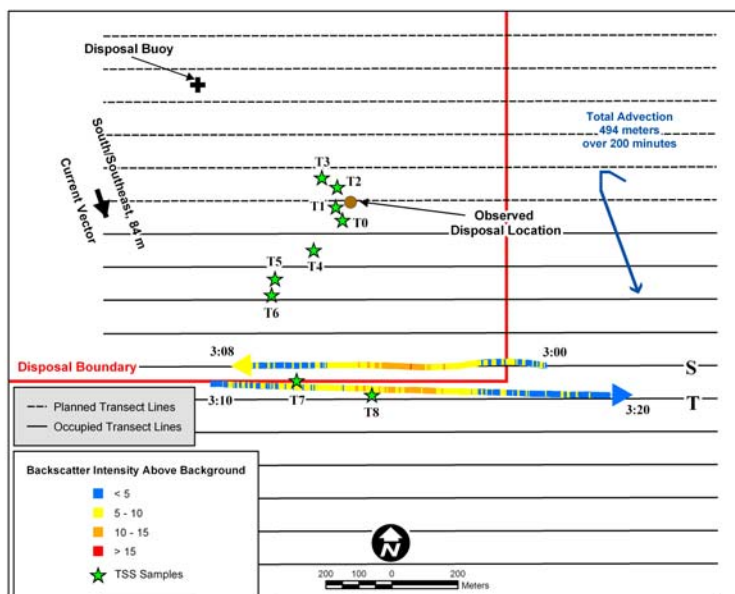 Disposal Buoy
Total Advection
494 meters
over 200 minutes
South/Southeast, 84 m
Current Vector
T3
T2
T1
T0
Observed
Disposal Location
T4
T5
T6
3:08
3:00
Disposal Boundary
S
3:10
T7
T8
3:20
T
Planned Transect Lines
Occupied Transect Lines
Backscatter Intensity Above Background
< 5
5 - 10
10 - 15
> 15
TSS Samples
N
200 100 0 200
Meters